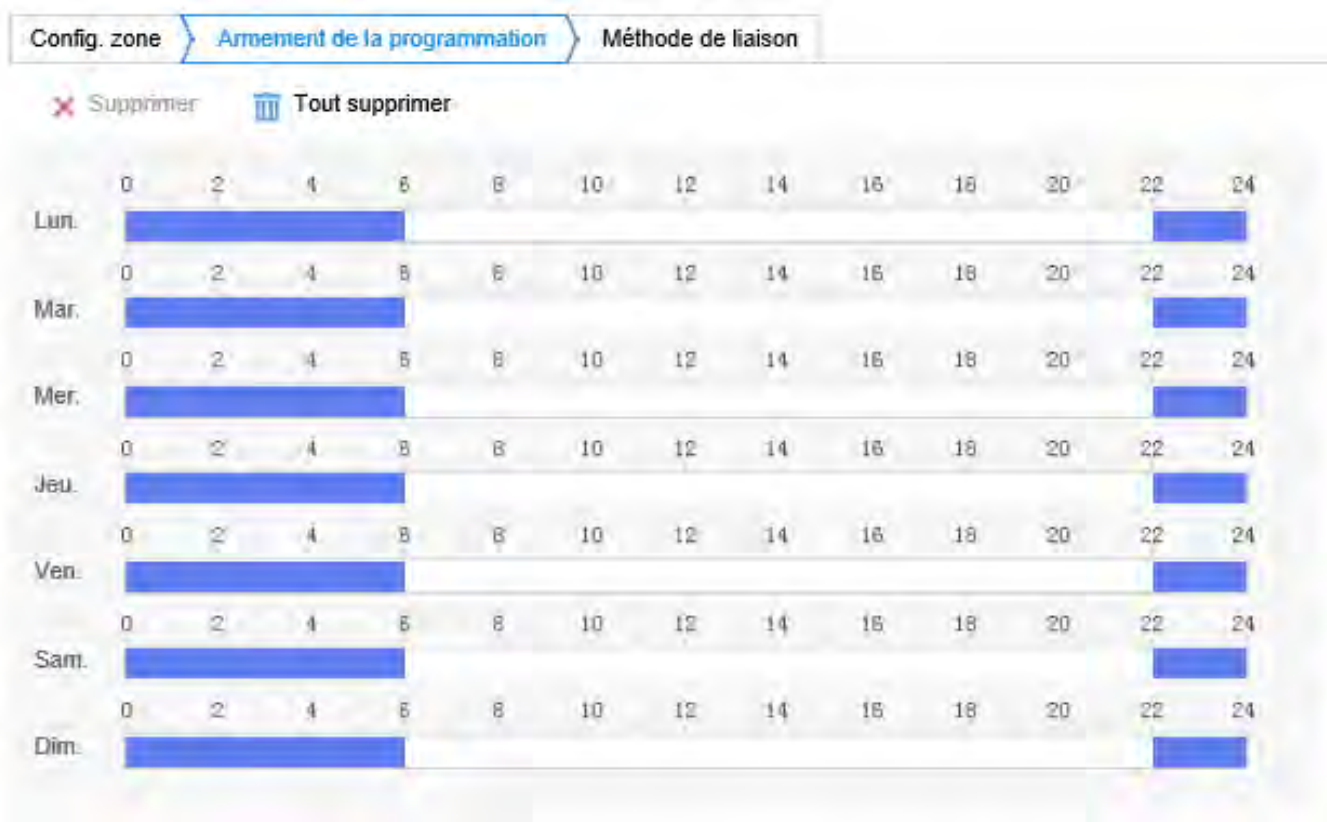 Config. zone Armement de la programmation Méthode de liaison
Supprimer Tout supprimer
0 2 4 6 8 10 12 14 16 18 20 22 24
Lun.
0 2 4 6 8 10 12 14 16 18 20 22 24
Mar.
0 2 4 6 8 10 12 14 16 18 20 22 24
Mer.
0 2 4 6 8 10 12 14 16 18 20 22 24
Jeu.
0 2 4 6 8 10 12 14 16 18 20 22 24
Ven.
0 2 4 6 8 10 12 14 16 18 20 22 24
Sam.
0 2 4 6 8 10 12 14 16 18 20 22 24
Dim.